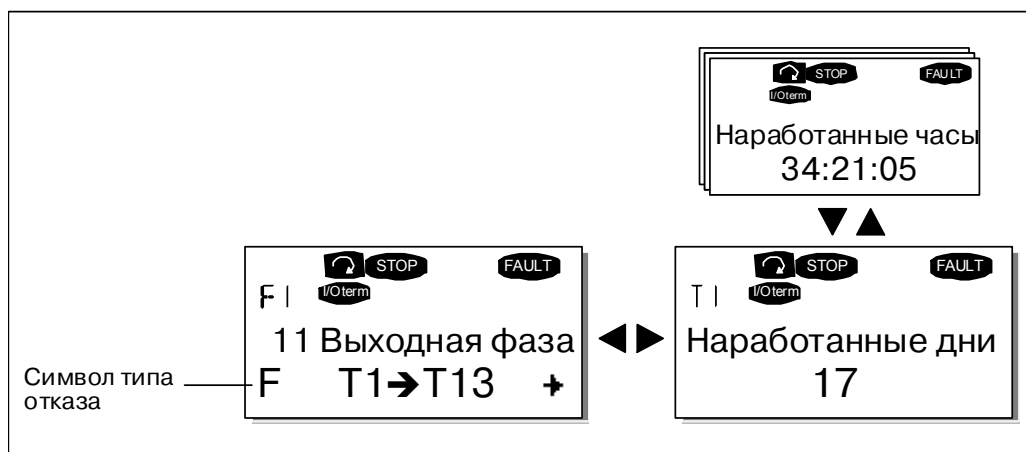 STOP FAULT
I/Oterm
Наработанные часы
34:21:05
STOP FAULT
F1 I/Oterm
11 Выходная фаза
F T1➔T13
Символ типа
отказа
STOP FAULT
T1 I/Oterm
Наработанные дни
17